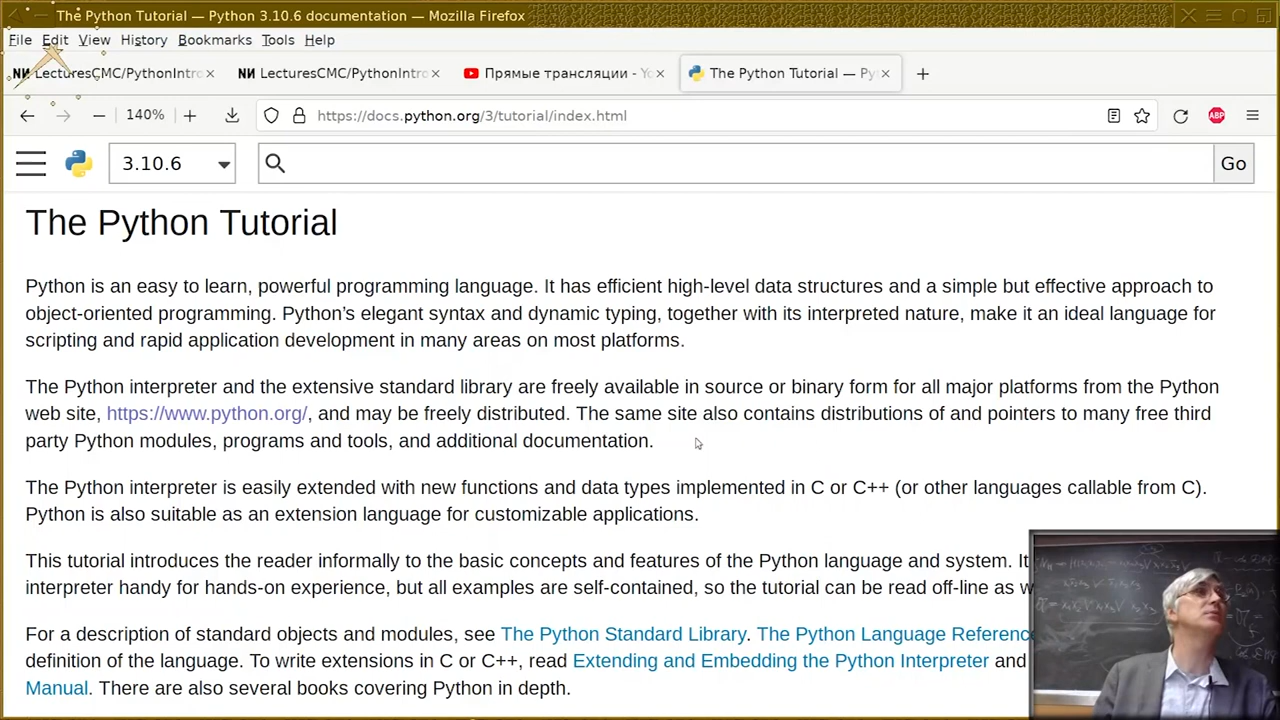 The Python Tutorial — Python 3.10.6 documentation — Mozilla Firefox
File Edit View History Bookmarks Tools Help
LecturesCMC/PythonIntro LecturesCMC/PythonIntro Прямые трансляции - Yo The Python Tutorial — Py
140% https://docs.python.org/3/tutorial/index.html ABP
3.10.6 Go
The Python Tutorial
Python is an easy to learn, powerful programming language. It has efficient high-level data structures and a simple but effective approach to
object-oriented programming. Python’s elegant syntax and dynamic typing, together with its interpreted nature, make it an ideal language for
scripting and rapid application development in many areas on most platforms.
The Python interpreter and the extensive standard library are freely available in source or binary form for all major platforms from the Python
web site, https://www.python.org/, and may be freely distributed. The same site also contains distributions of and pointers to many free third
party Python modules, programs and tools, and additional documentation.
The Python interpreter is easily extended with new functions and data types implemented in C or C++ (or other languages callable from C).
Python is also suitable as an extension language for customizable applications.
This tutorial introduces the reader informally to the basic concepts and features of the Python language and system. It
interpreter handy for hands-on experience, but all examples are self-contained, so the tutorial can be read off-line as w
For a description of standard objects and modules, see The Python Standard Library. The Python Language Reference
definition of the language. To write extensions in C or C++, read Extending and Embedding the Python Interpreter and
Manual. There are also several books covering Python in depth.